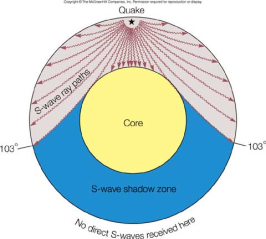 Copyright © The McGraw-Hill Companies, Inc. Permission required for reproduction or display.
Quake
S-wave ray paths
Core
103°
103°
S-wave shadow zone
No direct S-waves received here